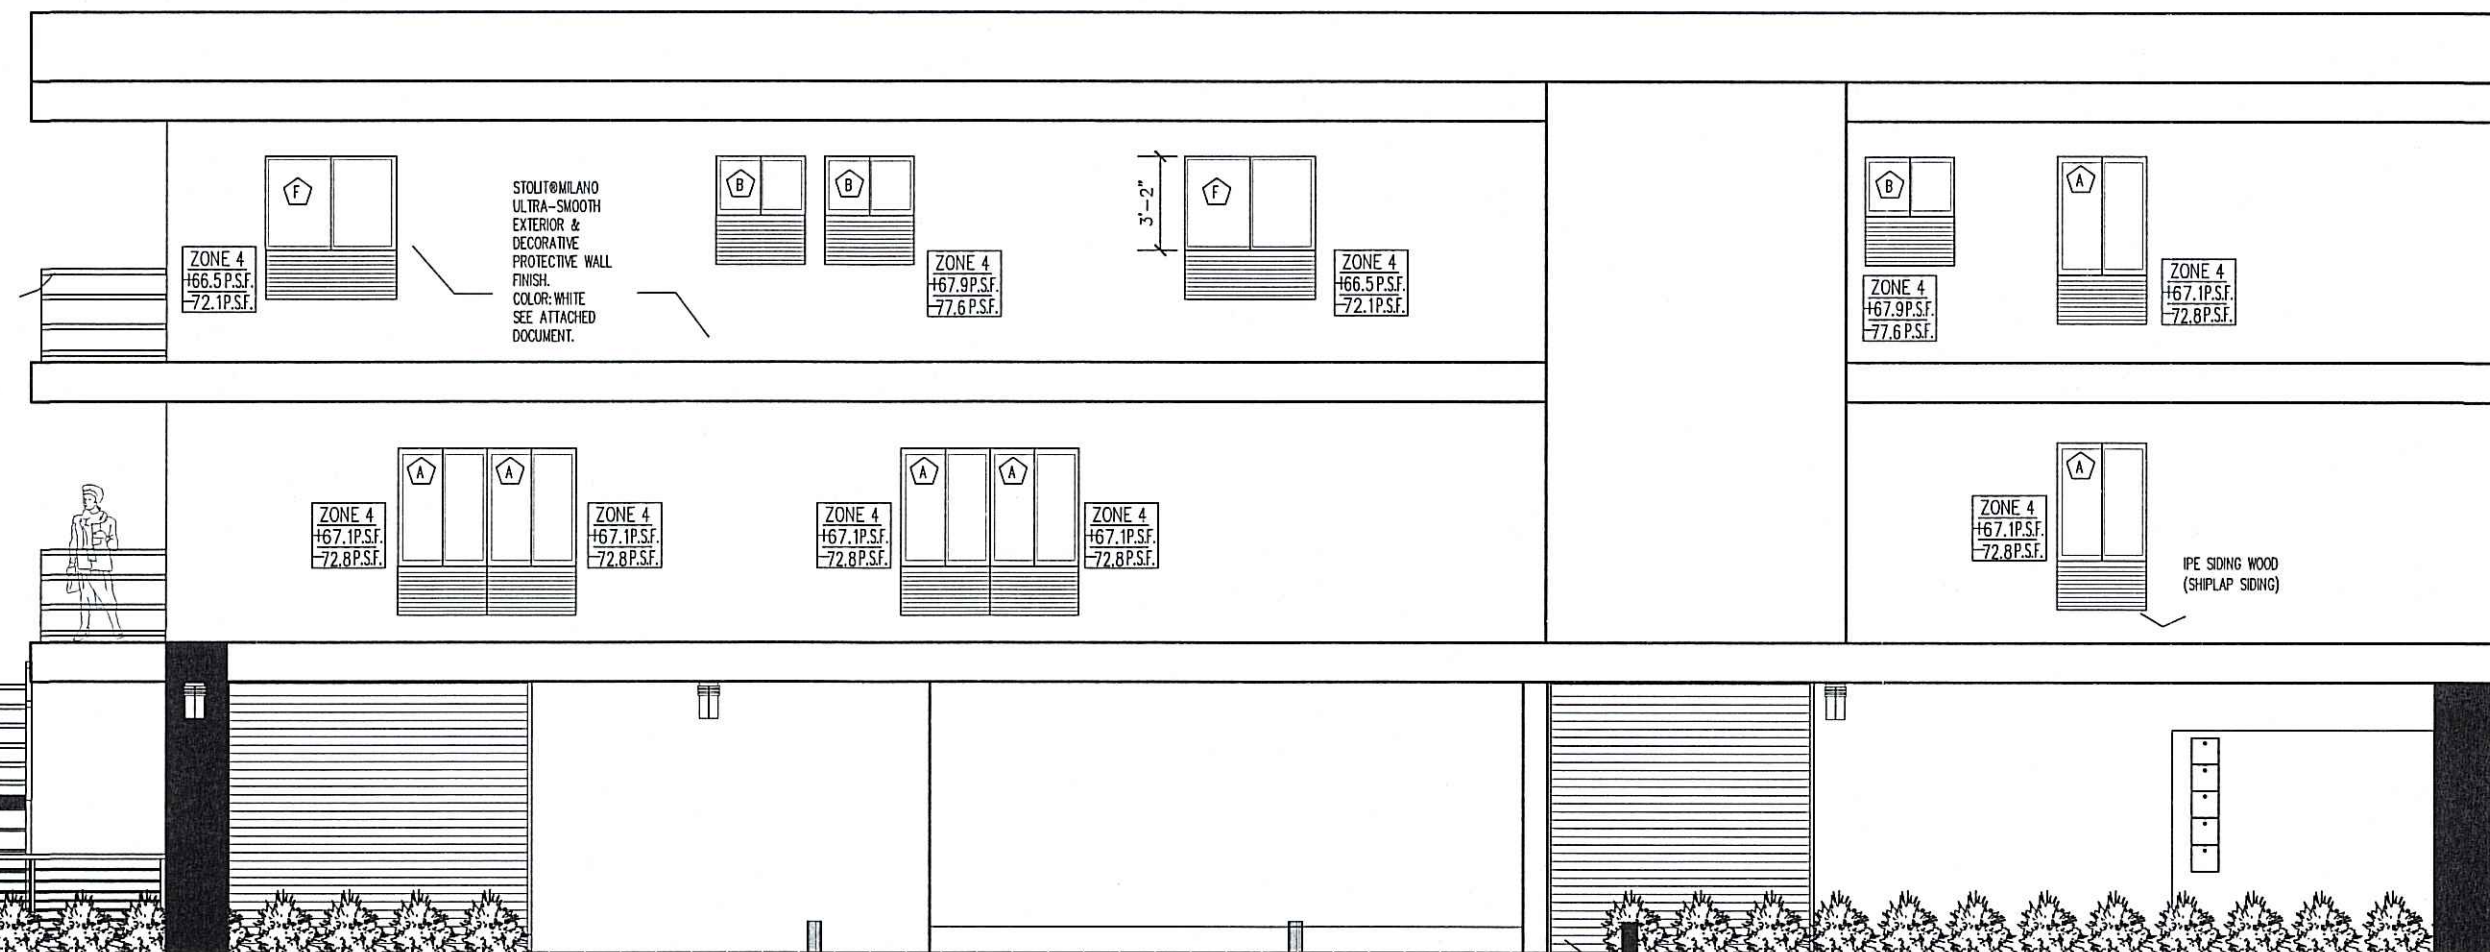 F
ZONE 4
+66.5 P.S.F.
-72.1 P.S.F.
STOLIT®MILANO
ULTRA-SMOOTH
EXTERIOR &
DECORATIVE
PROTECTIVE WALL
FINISH.
COLOR: WHITE
SEE ATTACHED
DOCUMENT.
B
B
ZONE 4
+67.9 P.S.F.
-77.6 P.S.F.
3'-2"
F
ZONE 4
+66.5 P.S.F.
-72.1 P.S.F.
B
ZONE 4
+67.9 P.S.F.
-77.6 P.S.F.
A
ZONE 4
+67.1 P.S.F.
-72.8 P.S.F.
ZONE 4
+67.1 P.S.F.
-72.8 P.S.F.
A
A
ZONE 4
+67.1 P.S.F.
-72.8 P.S.F.
ZONE 4
+67.1 P.S.F.
-72.8 P.S.F.
A
A
ZONE 4
+67.1 P.S.F.
-72.8 P.S.F.
ZONE 4
+67.1 P.S.F.
-72.8 P.S.F.
A
IPE SIDING WOOD
(SHIPLAP SIDING)